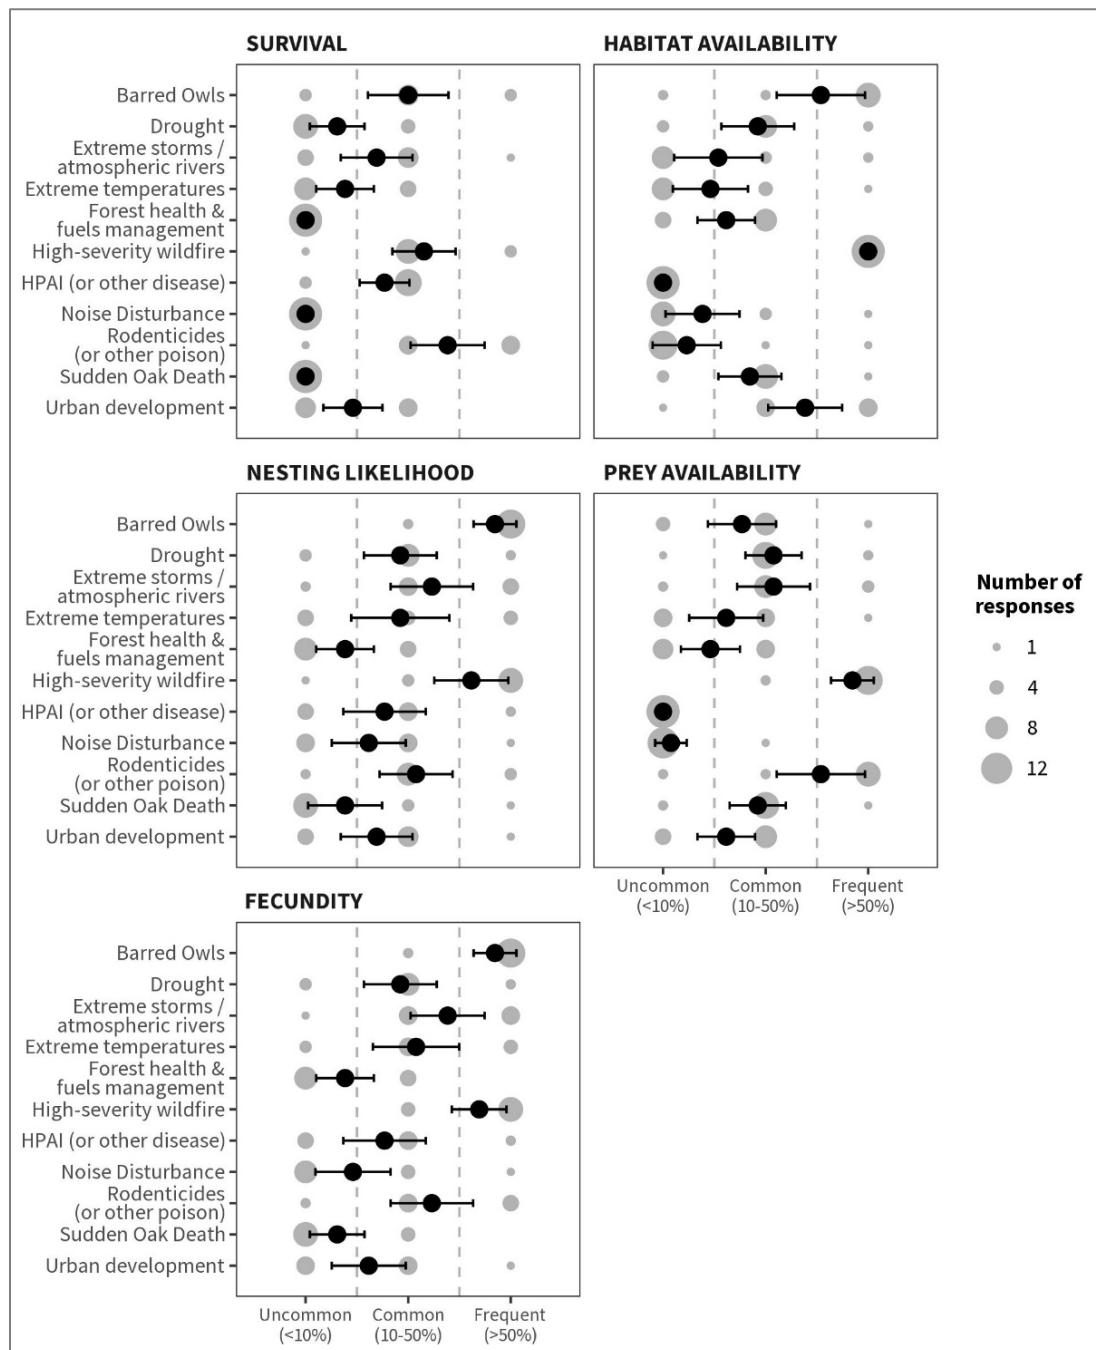 SURVIVAL
HABITAT AVAILABILITY
Barred Owls
Drought
Extreme storms /
atmospheric rivers
Extreme temperatures
Forest health &
fuels management
High-severity wildfire
HPAI (or other disease)
Noise Disturbance
Rodenticides
(or other poison)
Sudden Oak Death
Urban development
NESTING LIKELIHOOD
PREY AVAILABILITY
Barred Owls
Drought
Extreme storms /
atmospheric rivers
Extreme temperatures
Forest health &
fuels management
High-severity wildfire
HPAI (or other disease)
Noise Disturbance
Rodenticides
(or other poison)
Sudden Oak Death
Urban development
Uncommon
(<10%)
Common
(10-50%)
Frequent
(>50%)
Number of
responses
1
4
8
12
FECUNDITY
Barred Owls
Drought
Extreme storms /
atmospheric rivers
Extreme temperatures
Forest health &
fuels management
High-severity wildfire
HPAI (or other disease)
Noise Disturbance
Rodenticides
(or other poison)
Sudden Oak Death
Urban development
Uncommon
(<10%)
Common
(10-50%)
Frequent
(>50%)